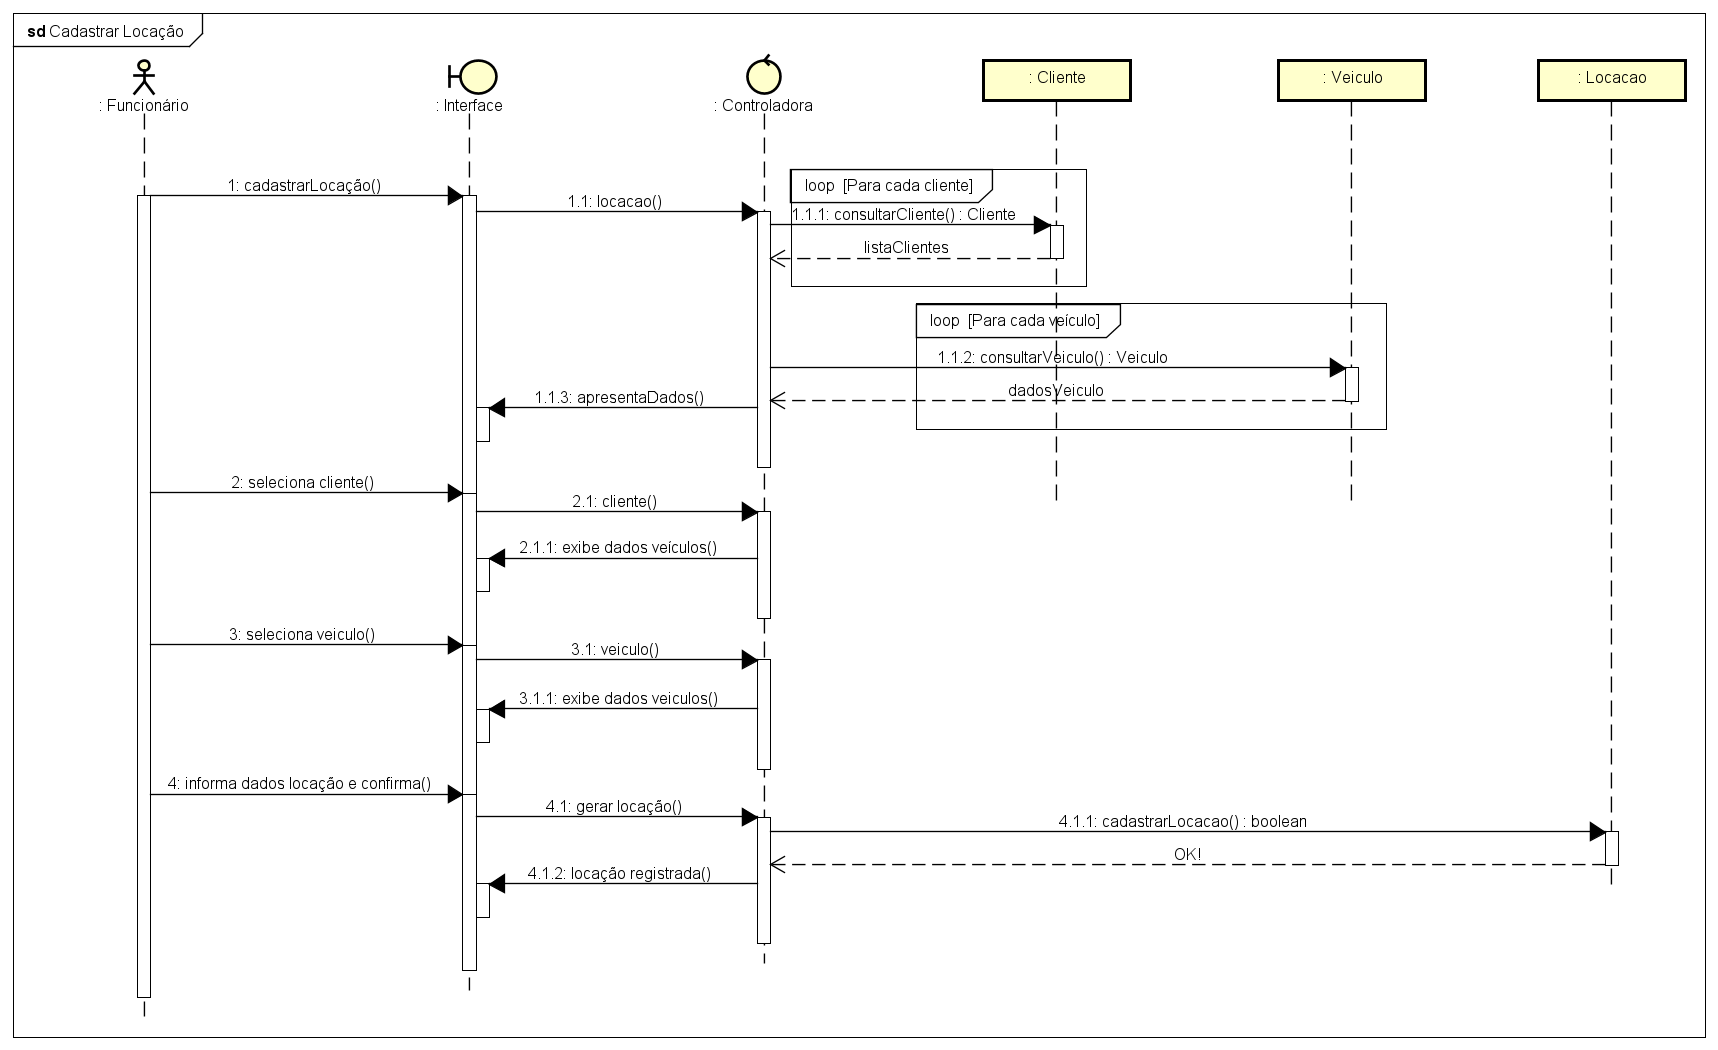 sd Cadastrar Locação
: Funcionário
: Interface
: Controladora
: Cliente
: Veiculo
: Locacao
1: cadastrarLocação()
1.1: locacao()
loop [Para cada cliente]
1.1.1: consultarCliente() : Cliente
listaClientes
loop [Para cada veículo]
1.1.2: consultarVeiculo() : Veiculo
dadosVeiculo
1.1.3: apresentaDados()
2: seleciona cliente()
2.1: cliente()
2.1.1: exibe dados veículos()
3: seleciona veiculo()
3.1: veiculo()
3.1.1: exibe dados veiculos()
4: informa dados locação e confirma()
4.1: gerar locação()
4.1.1: cadastrarLocacao() : boolean
OK!
4.1.2: locação registrada()